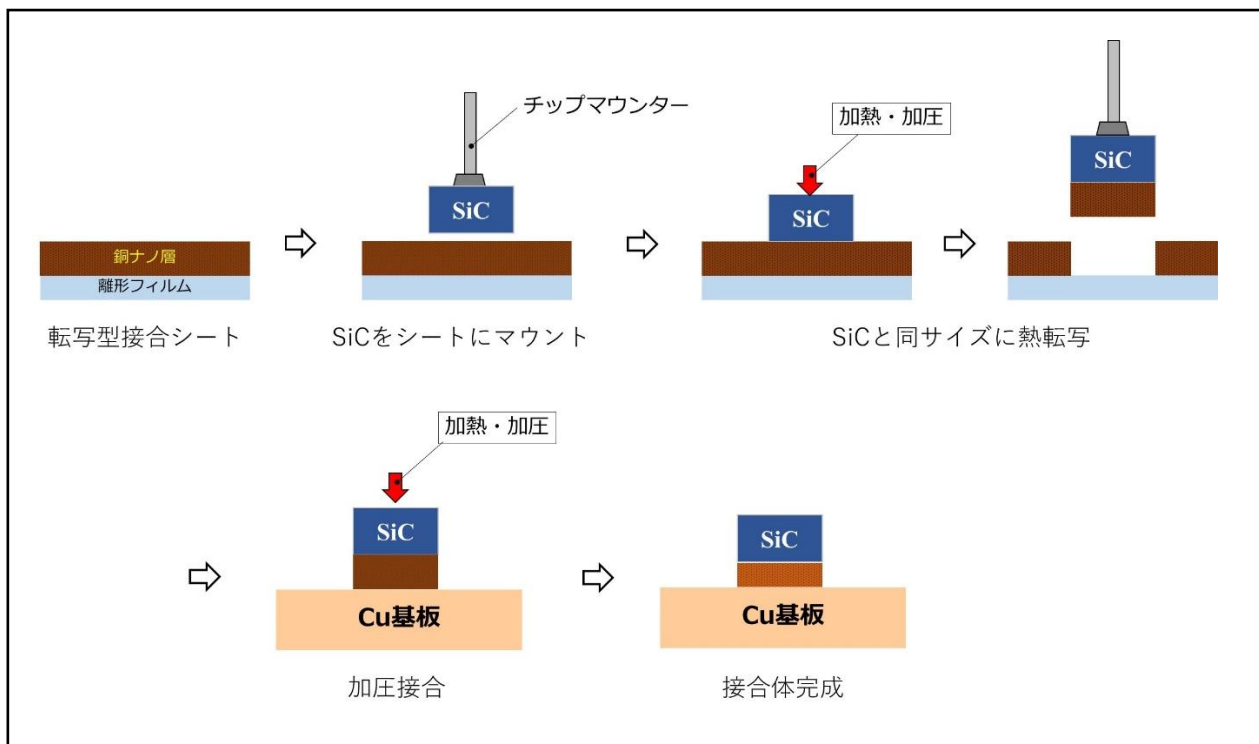 チップマウンター
加熱・加圧
SiC
SiC
SiC
銅ナノ層
離形フィルム
転写型接合シート
SiCをシートにマウント
SiCと同サイズに熱転写
加熱・加圧
SiC
SiC
Cu基板
Cu基板
加圧接合
接合体完成